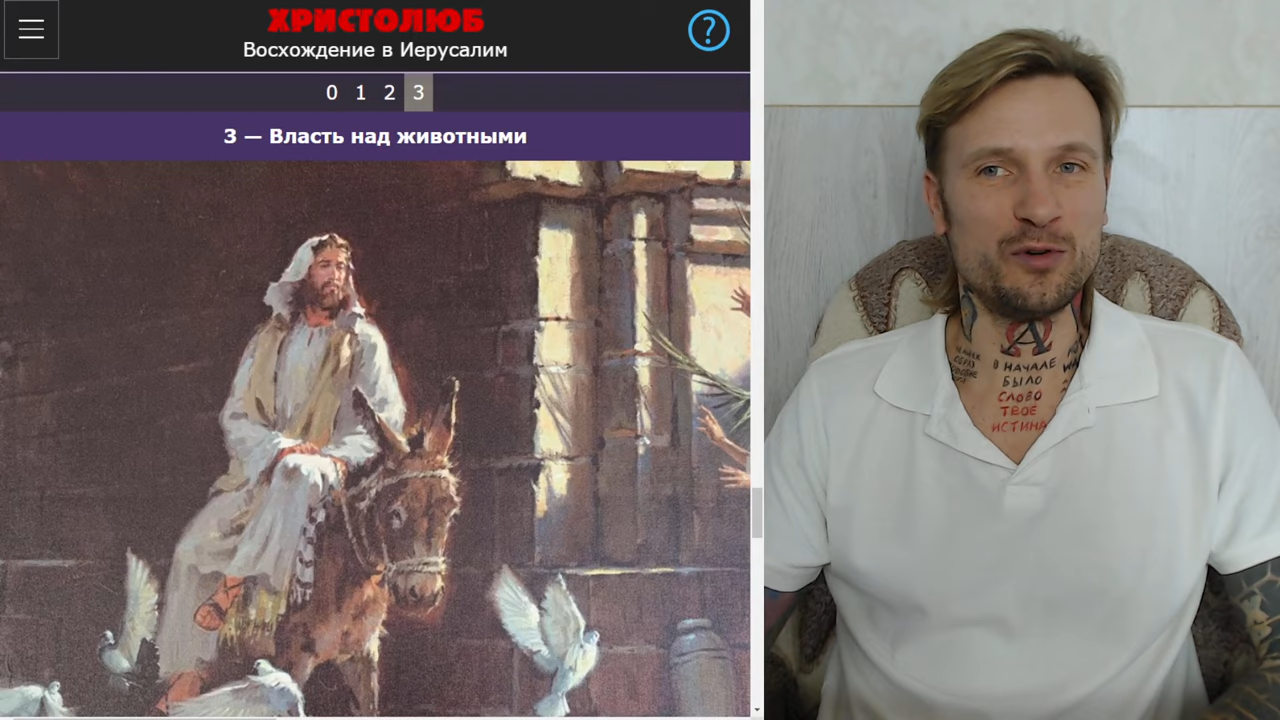 ХРИСТОЛЮБ
Восхождение в Иерусалим
?
0 1 2 3
3 — Власть над животными
А
В НАЧАЛЕ
БЫЛО
СЛОВО
ТВОЕ
ИСТИНА